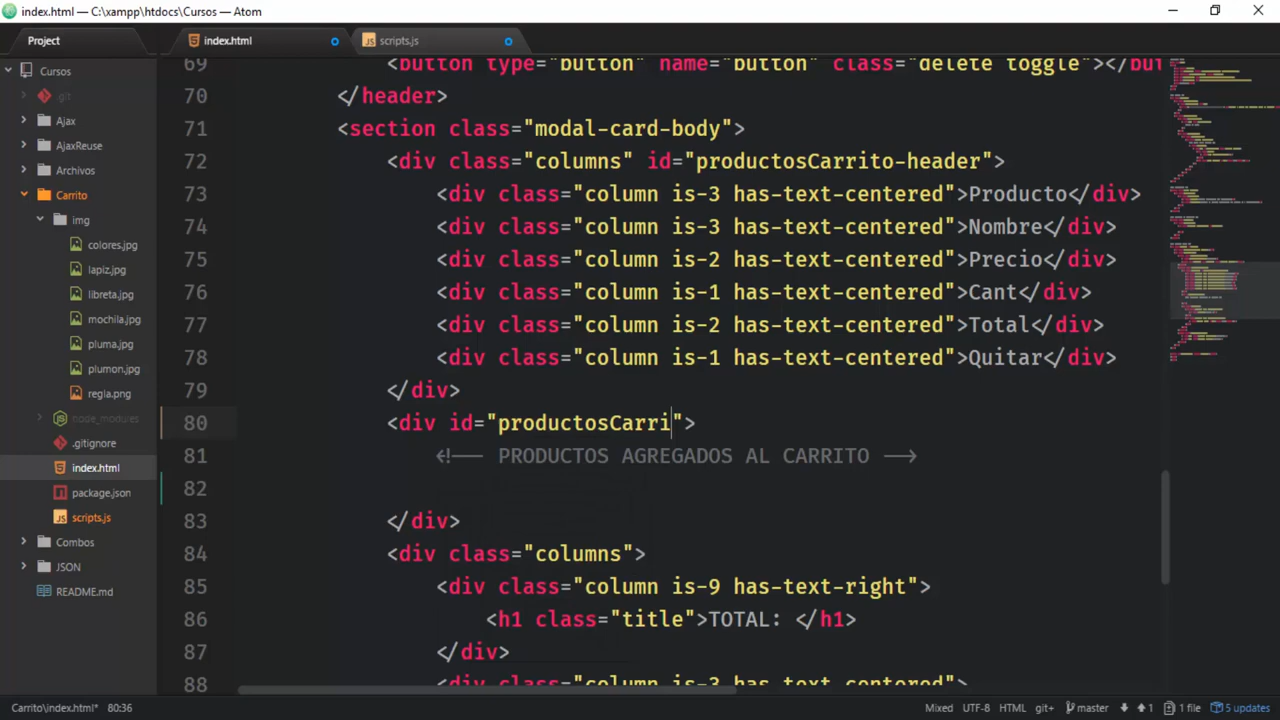 index.html — C:\xampp\htdocs\Cursos — Atom
Project
index.html
scripts.js
Cursos
.git
Ajax
AjaxReuse
Archivos
Carrito
img
colores.jpg
lapiz.jpg
libreta.jpg
mochila.jpg
pluma.jpg
plumon.jpg
regla.png
node_modules
.gitignore
index.html
package.json
scripts.js
Combos
JSON
README.md
69 <button type="button" name="button" class="delete toggle"></but
70 </header>
71 <section class="modal-card-body">
72 <div class="columns" id="productosCarrito-header">
73 <div class="column is-3 has-text-centered">Producto</div>
74 <div class="column is-3 has-text-centered">Nombre</div>
75 <div class="column is-2 has-text-centered">Precio</div>
76 <div class="column is-1 has-text-centered">Cant</div>
77 <div class="column is-2 has-text-centered">Total</div>
78 <div class="column is-1 has-text-centered">Quitar</div>
79 </div>
80 <div id="productosCarri">
81 <!-- PRODUCTOS AGREGADOS AL CARRITO -->
82
83 </div>
84 <div class="columns">
85 <div class="column is-9 has-text-right">
86 <h1 class="title">TOTAL: </h1>
87 </div>
88 <div class="column is-3 has-text-centered">
Carrito\index.html* 80:36 Mixed UTF-8 HTML git+ master 1 1 file 5 updates